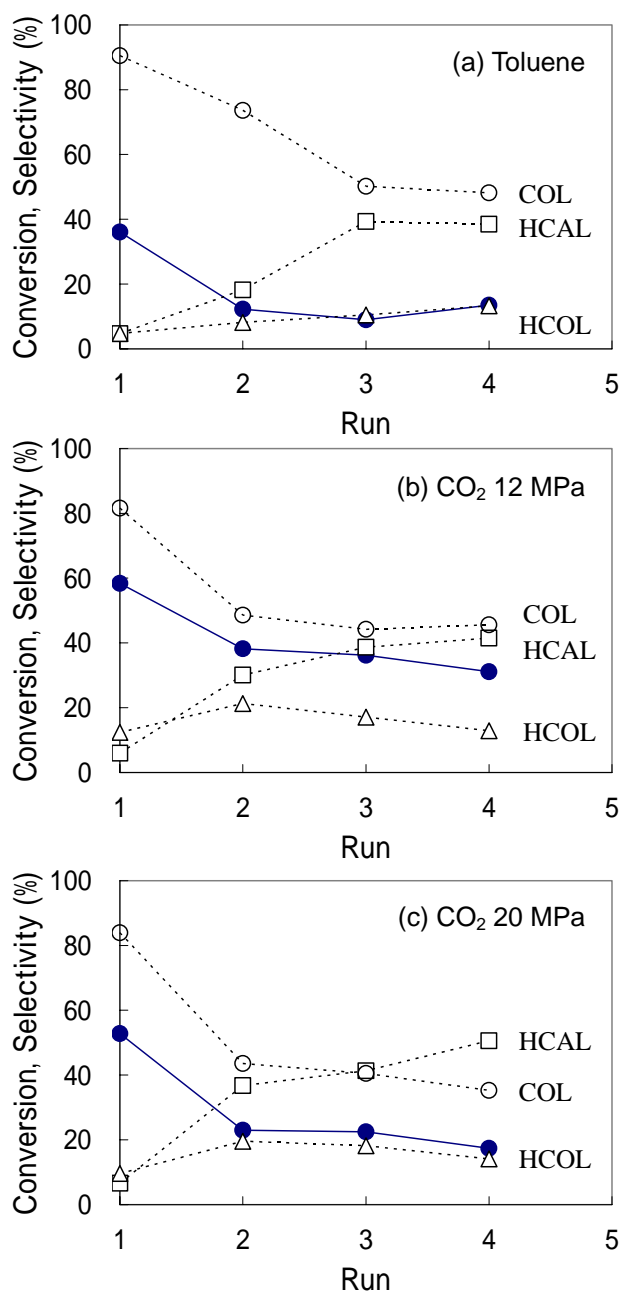 Conversion, Selectivity (%)
100
80
60
40
20
0
(a) Toluene
COL
HCAL
HCOL
1 2 3 4 5
Run
Conversion, Selectivity (%)
100
80
60
40
20
0
(b) CO₂ 12 MPa
COL
HCAL
HCOL
1 2 3 4 5
Run
Conversion, Selectivity (%)
100
80
60
40
20
0
(c) CO₂ 20 MPa
HCAL
COL
HCOL
1 2 3 4 5
Run